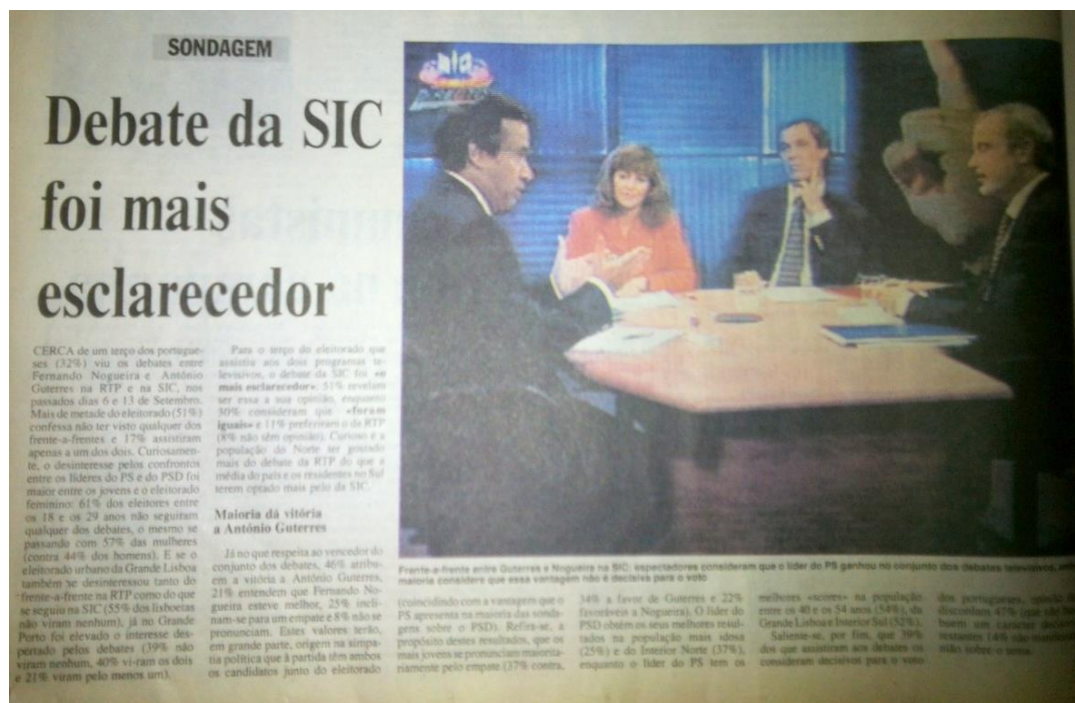 SONDAGEM
Debate da SIC
foi mais
esclarecedor
CERCA de um terço dos portugue-
ses (32%) viu os debates entre
Fernando Nogueira e António
Guterres na RTP e na SIC, nos
passados dias 6 e 13 de Setembro.
Mais de metade do eleitorado (51%)
confessa não ter visto qualquer dos
frente-a-frentes e 17% assistiram
apenas a um dos dois. Curiosamen-
te, o desinteresse pelos confrontos
entre os líderes do PS e do PSD foi
maior entre os jovens e o eleitorado
feminino: 61% dos eleitores entre
os 18 e os 29 anos não seguiram
qualquer dos debates, o mesmo se
passando com 57% das mulheres
(contra 44% dos homens). E se o
eleitorado urbano da Grande Lisboa
também se desinteressou tanto do
frente-a-frente na RTP como do que
se seguiu na SIC (55% dos lisboetas
não viram nenhum), já no Grande
Porto foi elevado o interesse des-
pertado pelos debates (39% não
viram nenhum, 40% vi-ram os dois
e 21% viram pelo menos um).
Para o terço do eleitorado que
assistiu aos dois programas te-
levisivos, o debate da SIC foi «o
mais esclarecedor»: 51% revelam
ser essa a sua opinião, enquanto
30% consideram que «foram
iguais» e 11% preferiram o da RTP
(8% não têm opinião). Curioso é a
população do Norte ter gostado
mais do debate da RTP do que a
média do país e os residentes no Sul
terem optado mais pelo da SIC.
Maioria dá vitória
a António Guterres
Já no que respeita ao vencedor do
conjunto dos debates, 46% atribu-
em a vitória a António Guterres,
21% entendem que Fernando No-
gueira esteve melhor, 25% incli-
nam-se para um empate e 8% não se
pronunciam. Estes valores terão,
em grande parte, origem na simpa-
tia política que à partida têm ambos
os candidatos junto do eleitorado
Frente-a-frente entre Guterres e Nogueira na SIC: espectadores consideram que o líder do PS ganhou no conjunto dos debates televisivos,
maioria considere que essa vantagem não é decisiva para o voto
(coincidindo com a vantagem que o
PS apresenta na maioria das sonda-
gens sobre o PSD). Refira-se, a
propósito destes resultados, que os
mais jovens se pronunciam maiorita-
riamente pelo empate (37% contra,
34% a favor de Guterres e 22%
favoráveis a Nogueira). O líder do
PSD obtém os seus melhores resul-
tados na população mais idosa
(25%) e do Interior Norte (37%),
enquanto o líder do PS tem os
melhores «scores» na população
entre os 40 e os 54 anos (54%), da
Grande Lisboa e Interior Sul (52%).
Saliente-se, por fim, que 39%
dos que assistiram aos debates os
consideram decisivos para o voto
dos portugueses, opinião de
discordam 47% (que não
buem um carácter
restantes 14% não
nião sobre o tema.